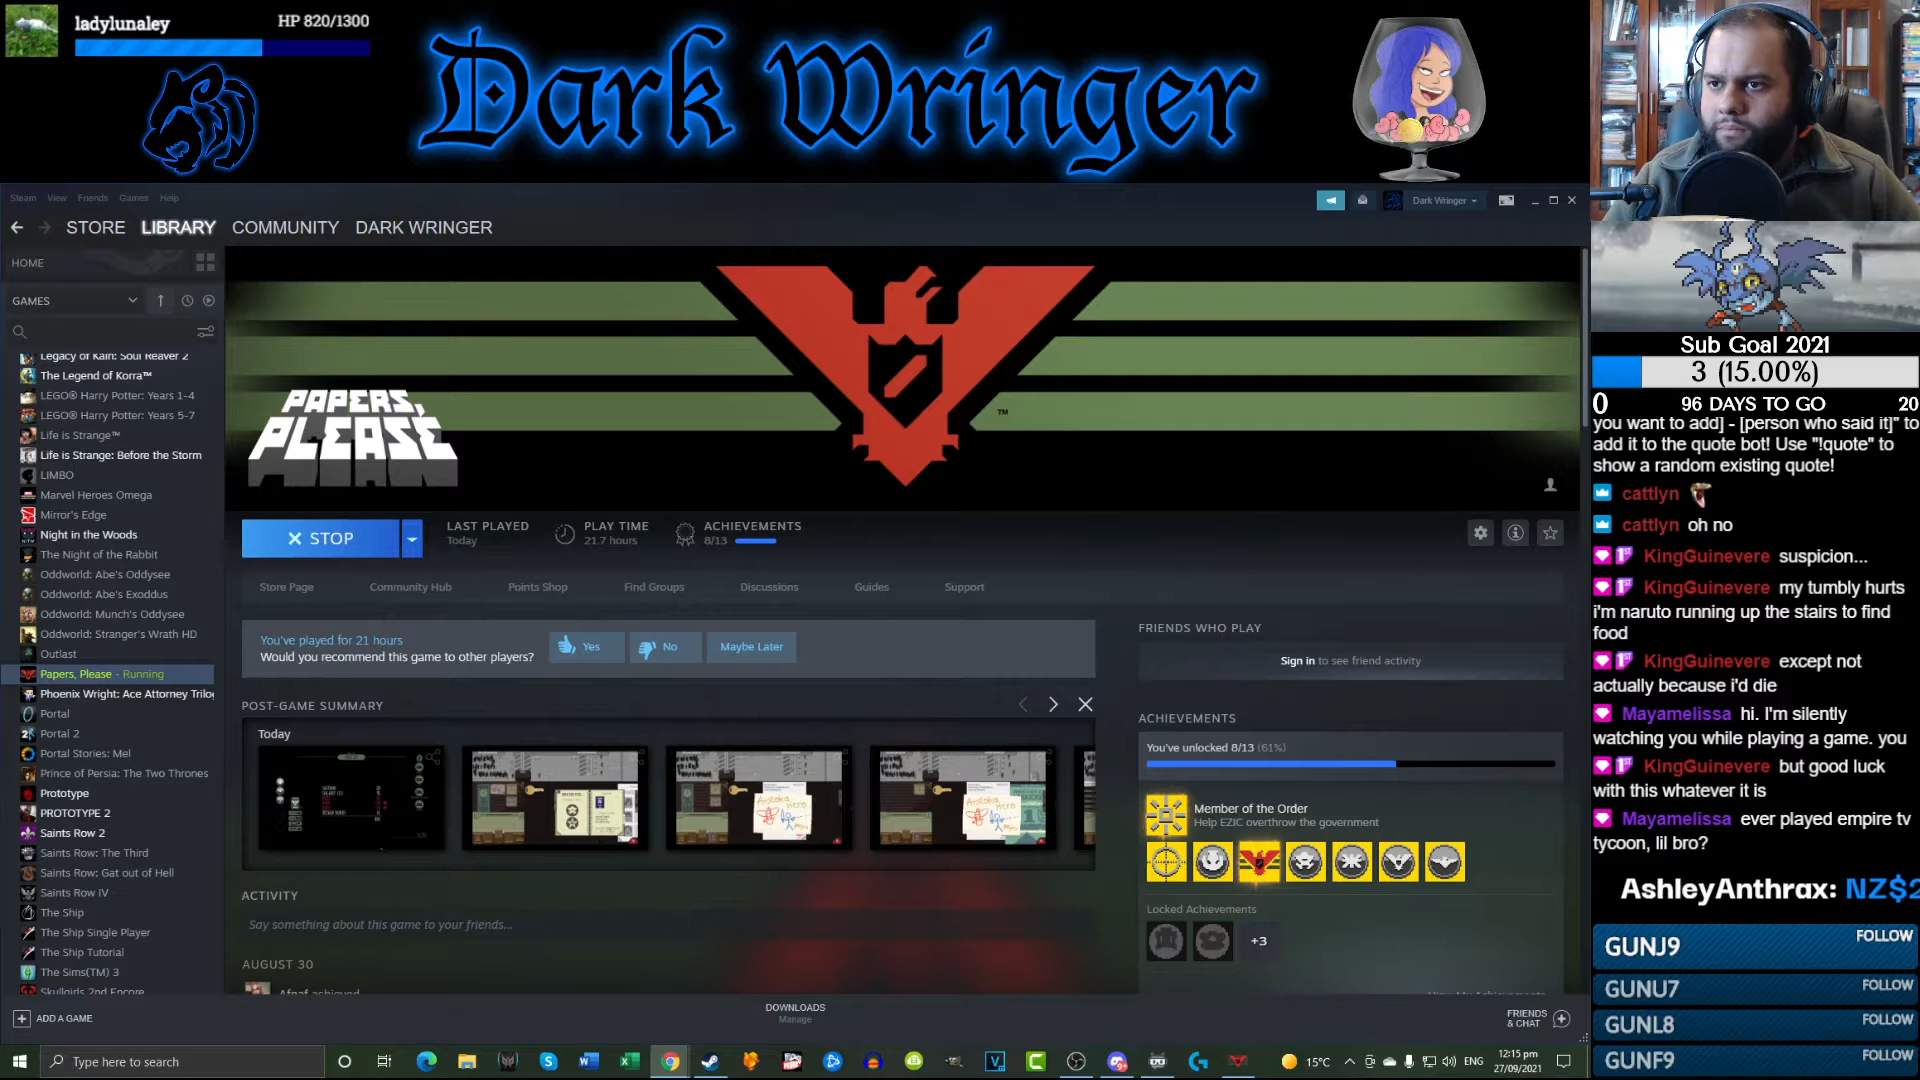 ladylunaley
HP 820/1300
Dark Wringer
Steam View Friends Games Help
Dark Wringer
STORE LIBRARY COMMUNITY DARK WRINGER
HOME
GAMES
Legacy of Kain: Soul Reaver 2
The Legend of Korra™
LEGO® Harry Potter: Years 1-4
LEGO® Harry Potter: Years 5-7
Life is Strange™
Life is Strange: Before the Storm
LIMBO
Marvel Heroes Omega
Mirror's Edge
Night in the Woods
The Night of the Rabbit
Oddworld: Abe's Oddysee
Oddworld: Abe's Exoddus
Oddworld: Munch's Oddysee
Oddworld: Stranger's Wrath HD
Outlast
Papers, Please - Running
Phoenix Wright: Ace Attorney Trilog
Portal
Portal 2
Portal Stories: Mel
Prince of Persia: The Two Thrones
Prototype
PROTOTYPE 2
Saints Row 2
Saints Row: The Third
Saints Row: Gat out of Hell
Saints Row IV
The Ship
The Ship Single Player
The Ship Tutorial
The Sims(TM) 3
Skullgirls 2nd Encore
ADD A GAME
PAPERS,
PLEASE
TM
STOP
LAST PLAYED
Today
PLAY TIME
21.7 hours
ACHIEVEMENTS
8/13
Store Page Community Hub Points Shop Find Groups Discussions Guides Support
You've played for 21 hours
Would you recommend this game to other players?
Yes No Maybe Later
POST-GAME SUMMARY
Today
Arstotzka
Hero
Arstotzka
Hero
ACTIVITY
Say something about this game to your friends...
AUGUST 30
FRIENDS WHO PLAY
Sign in to see friend activity
ACHIEVEMENTS
You've unlocked 8/13 (61%)
Member of the Order
Help EZIC overthrow the government
Locked Achievements
+3
View My Achievements
DOWNLOADS
Manage
FRIENDS
& CHAT
Sub Goal 2021
3 (15.00%)
0 96 DAYS TO GO 20
you want to add] - [person who said it]" to
add it to the quote bot! Use "!quote" to
show a random existing quote!
cattlyn
cattlyn oh no
KingGuinevere suspicion...
KingGuinevere my tumbly hurts
i'm naruto running up the stairs to find
food
KingGuinevere except not
actually because i'd die
Mayamelissa hi. I'm silently
watching you while playing a game. you
KingGuinevere but good luck
with this whatever it is
Mayamelissa ever played empire tv
tycoon, lil bro?
AshleyAnthrax: NZ$2
GUNJ9 FOLLOW
GUNU7 FOLLOW
GUNL8 FOLLOW
GUNF9 FOLLOW
Type here to search
15°C
ENG
12:15 pm
27/09/2021